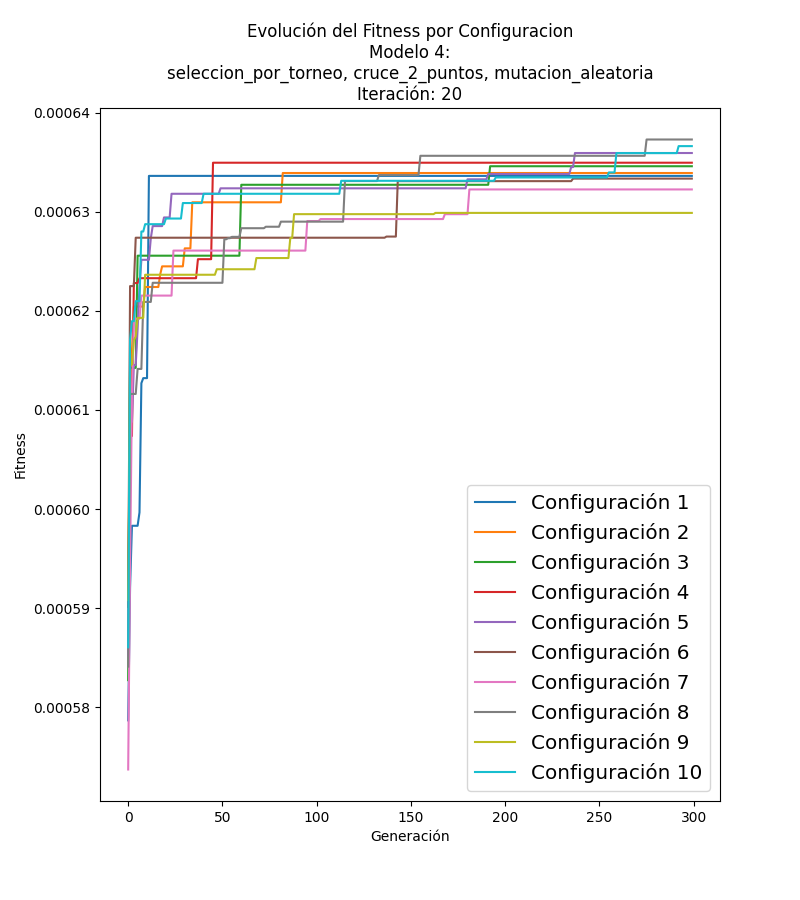 Evolución del Fitness por Configuracion
Modelo 4:
seleccion_por_torneo, cruce_2_puntos, mutacion_aleatoria
Iteración: 20
0.00064
0.00063
0.00062
0.00061
0.00060
0.00059
0.00058
Fitness
Configuración 1
Configuración 2
Configuración 3
Configuración 4
Configuración 5
Configuración 6
Configuración 7
Configuración 8
Configuración 9
Configuración 10
0 50 100 150 200 250 300
Generación